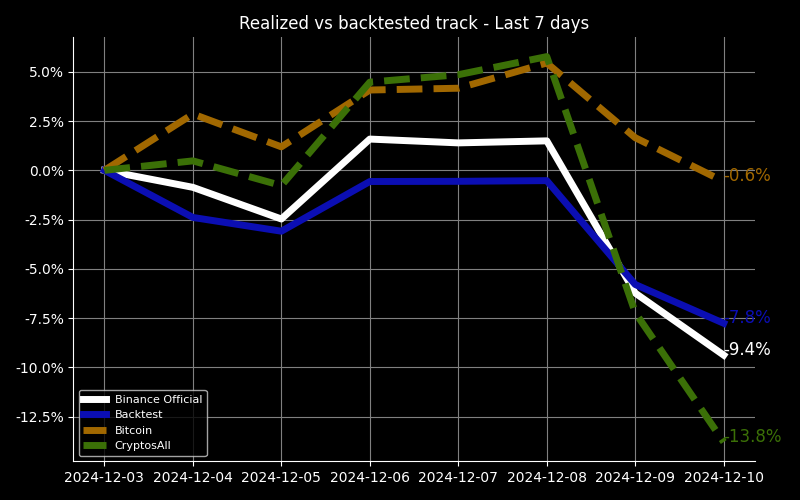 Realized vs backtested track - Last 7 days
5.0%
2.5%
0.0%
-2.5%
-5.0%
-7.5%
-10.0%
-12.5%
-0.6%
-7.8%
-9.4%
-13.8%
Binance Official
Backtest
Bitcoin
CryptosAll
2024-12-03 2024-12-04 2024-12-05 2024-12-06 2024-12-07 2024-12-08 2024-12-09 2024-12-10